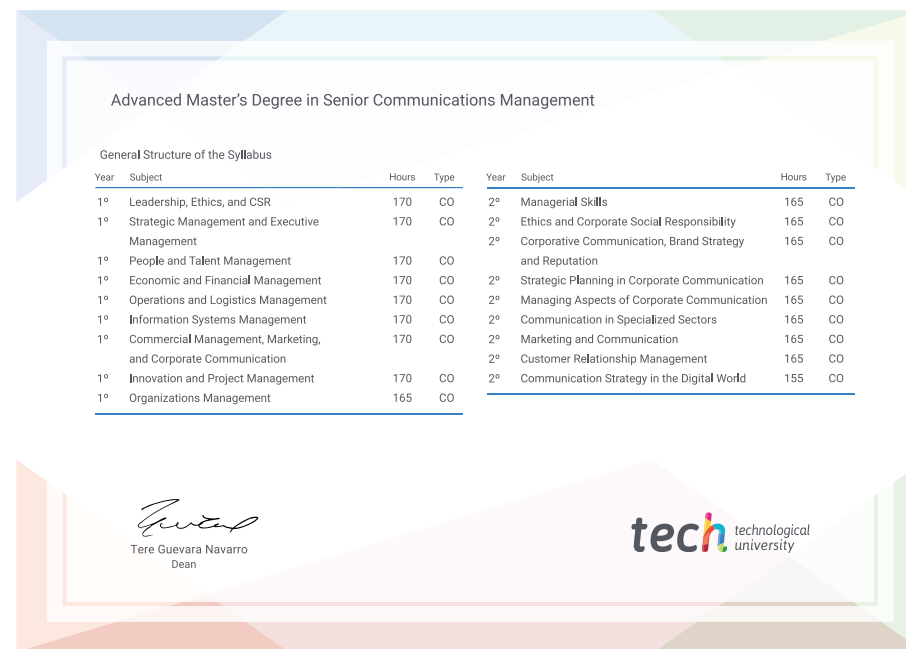 Advanced Master's Degree in Senior Communications Management
General Structure of the Syllabus
Year Subject Hours Type
1º Leadership, Ethics, and CSR 170 CO
1º Strategic Management and Executive 170 CO
Management
1º People and Talent Management 170 CO
1º Economic and Financial Management 170 CO
1º Operations and Logistics Management 170 CO
1º Information Systems Management 170 CO
1º Commercial Management, Marketing, 170 CO
and Corporate Communication
1º Innovation and Project Management 170 CO
1º Organizations Management 165 CO
Year Subject Hours Type
2º Managerial Skills 165 CO
2º Ethics and Corporate Social Responsibility 165 CO
2º Corporative Communication, Brand Strategy 165 CO
and Reputation
2º Strategic Planning in Corporate Communication 165 CO
2º Managing Aspects of Corporate Communication 165 CO
2º Communication in Specialized Sectors 165 CO
2º Marketing and Communication 165 CO
2º Customer Relationship Management 165 CO
2º Communication Strategy in the Digital World 155 CO
Tere Guevara Navarro
Dean
tech technological
university